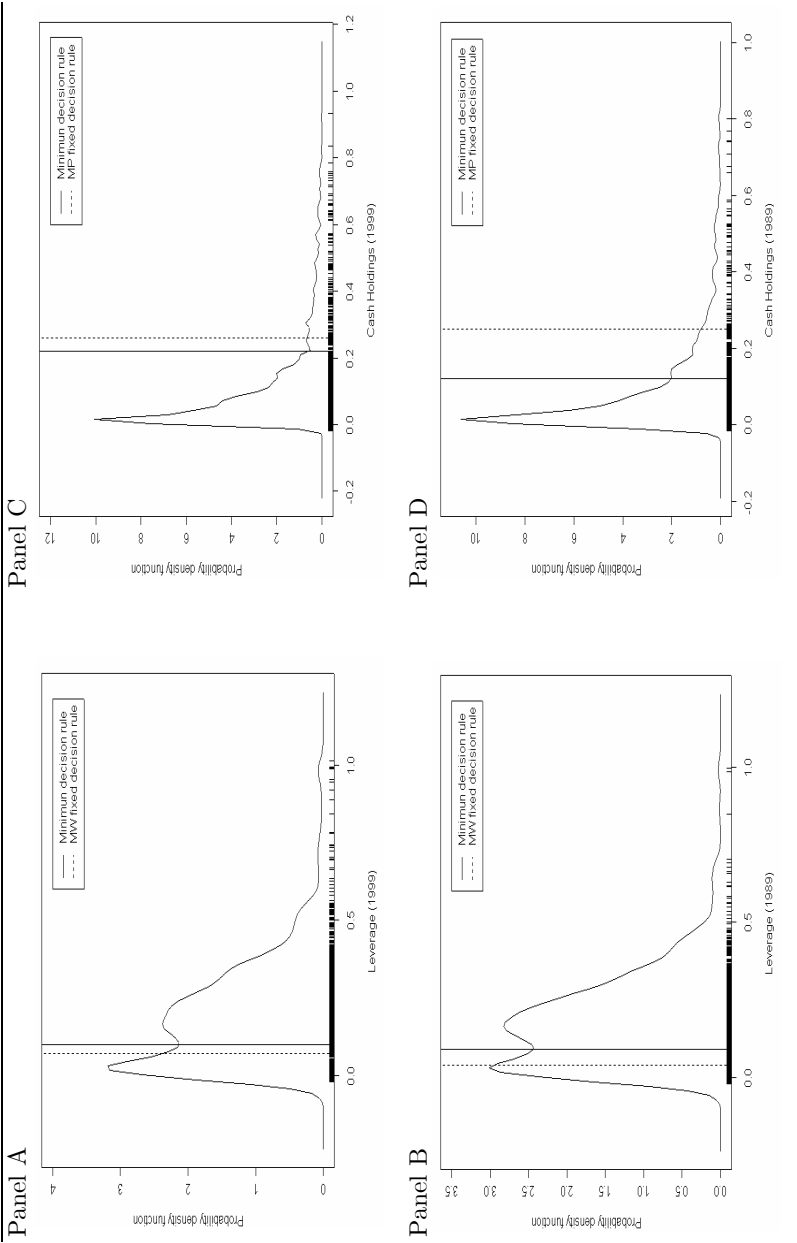 Panel A
4
3
2
1
0
Probability density function
0.0
0.5
1.0
Leverage (1999)
Minimun decision rule
MW fixed decision rule
Panel B
3.5
3.0
2.5
2.0
1.5
1.0
0.5
0.0
Probability density function
0.0
0.5
1.0
Leverage (1989)
Minimun decision rule
MW fixed decision rule
Panel C
12
10
8
6
4
2
0
Probability density function
-0.2
0.0
0.2
0.4
0.6
0.8
1.0
1.2
Cash Holdings (1999)
Minimun decision rule
MP fixed decision rule
Panel D
10
8
6
4
2
0
Probability density function
-0.2
0.0
0.2
0.4
0.6
0.8
1.0
Cash Holdings (1989)
Minimun decision rule
MP fixed decision rule